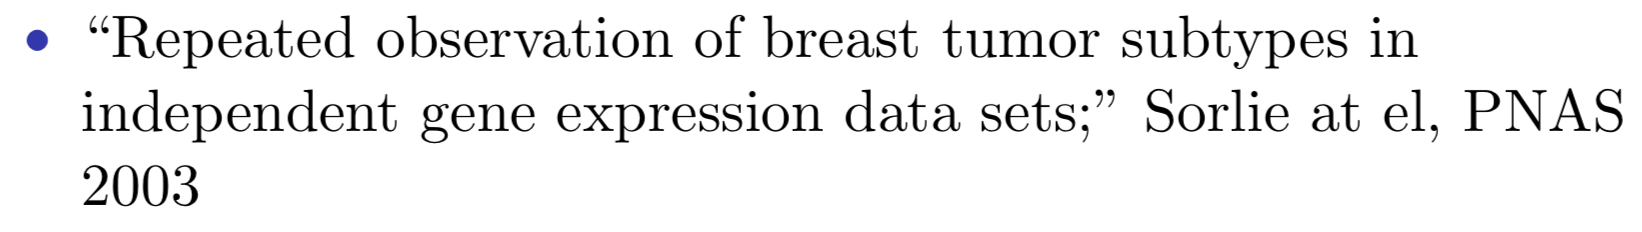 • “Repeated observation of breast tumor subtypes in
independent gene expression data sets;” Sorlie at el, PNAS
2003